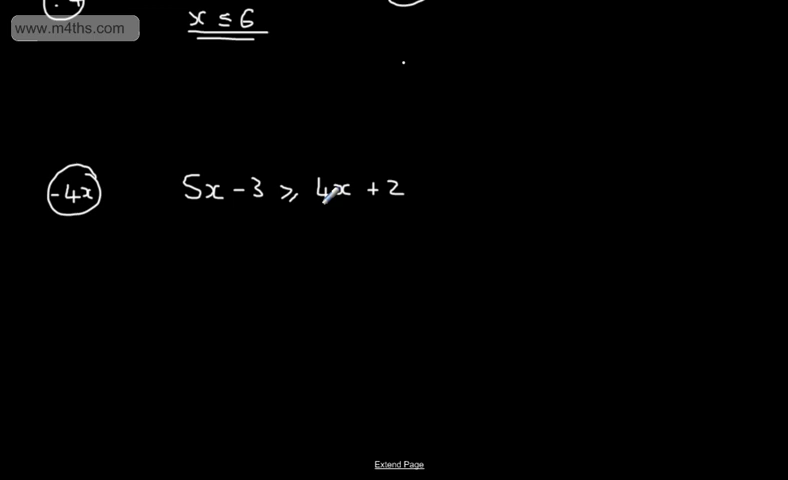 x ≤ 6
www.m4ths.com
-4x 5x - 3 ⩾ 4x + 2
Extend Page